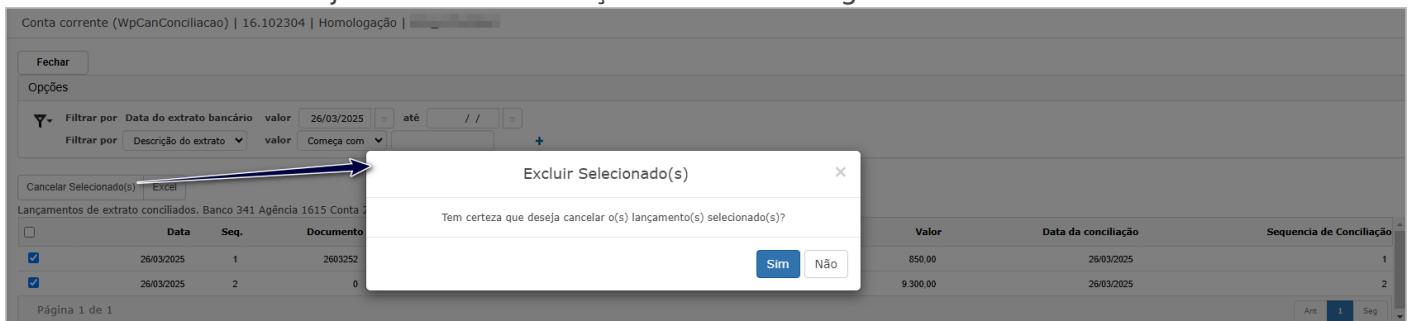 Conta corrente (WpCanConciliacao) | 16.102304 | Homologação |
Fechar
Opções
Filtrar por Data do extrato bancário valor 26/03/2025 até / /
Filtrar por Descrição do extrato valor Começa com +
Excluir Selecionado(s) ×
Cancelar Selecionado(s) Excel
Lançamentos de extrato conciliados. Banco 341 Agência 1615 Conta
Tem certeza que deseja cancelar o(s) lançamento(s) selecionado(s)?
Data Seq. Documento Valor Data da conciliação Sequencia de Conciliação
26/03/2025 1 2603252 850,00 26/03/2025 1
Sim Não
26/03/2025 2 0 9.300,00 26/03/2025 2
Página 1 de 1 Ant 1 Seg